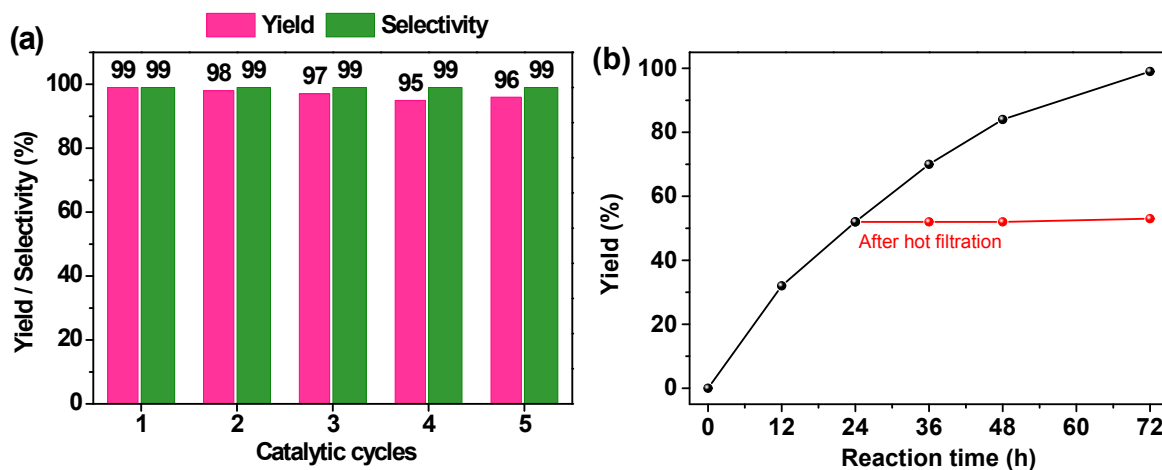 Yield Selectivity
(a)
99 99 98 99 97 99 95 99 96 99
100
80
60
40
20
0
Yield / Selectivity (%)
1 2 3 4 5
Catalytic cycles
(b)
100
80
60
40
20
0
Yield (%)
After hot filtration
0 12 24 36 48 60 72
Reaction time (h)